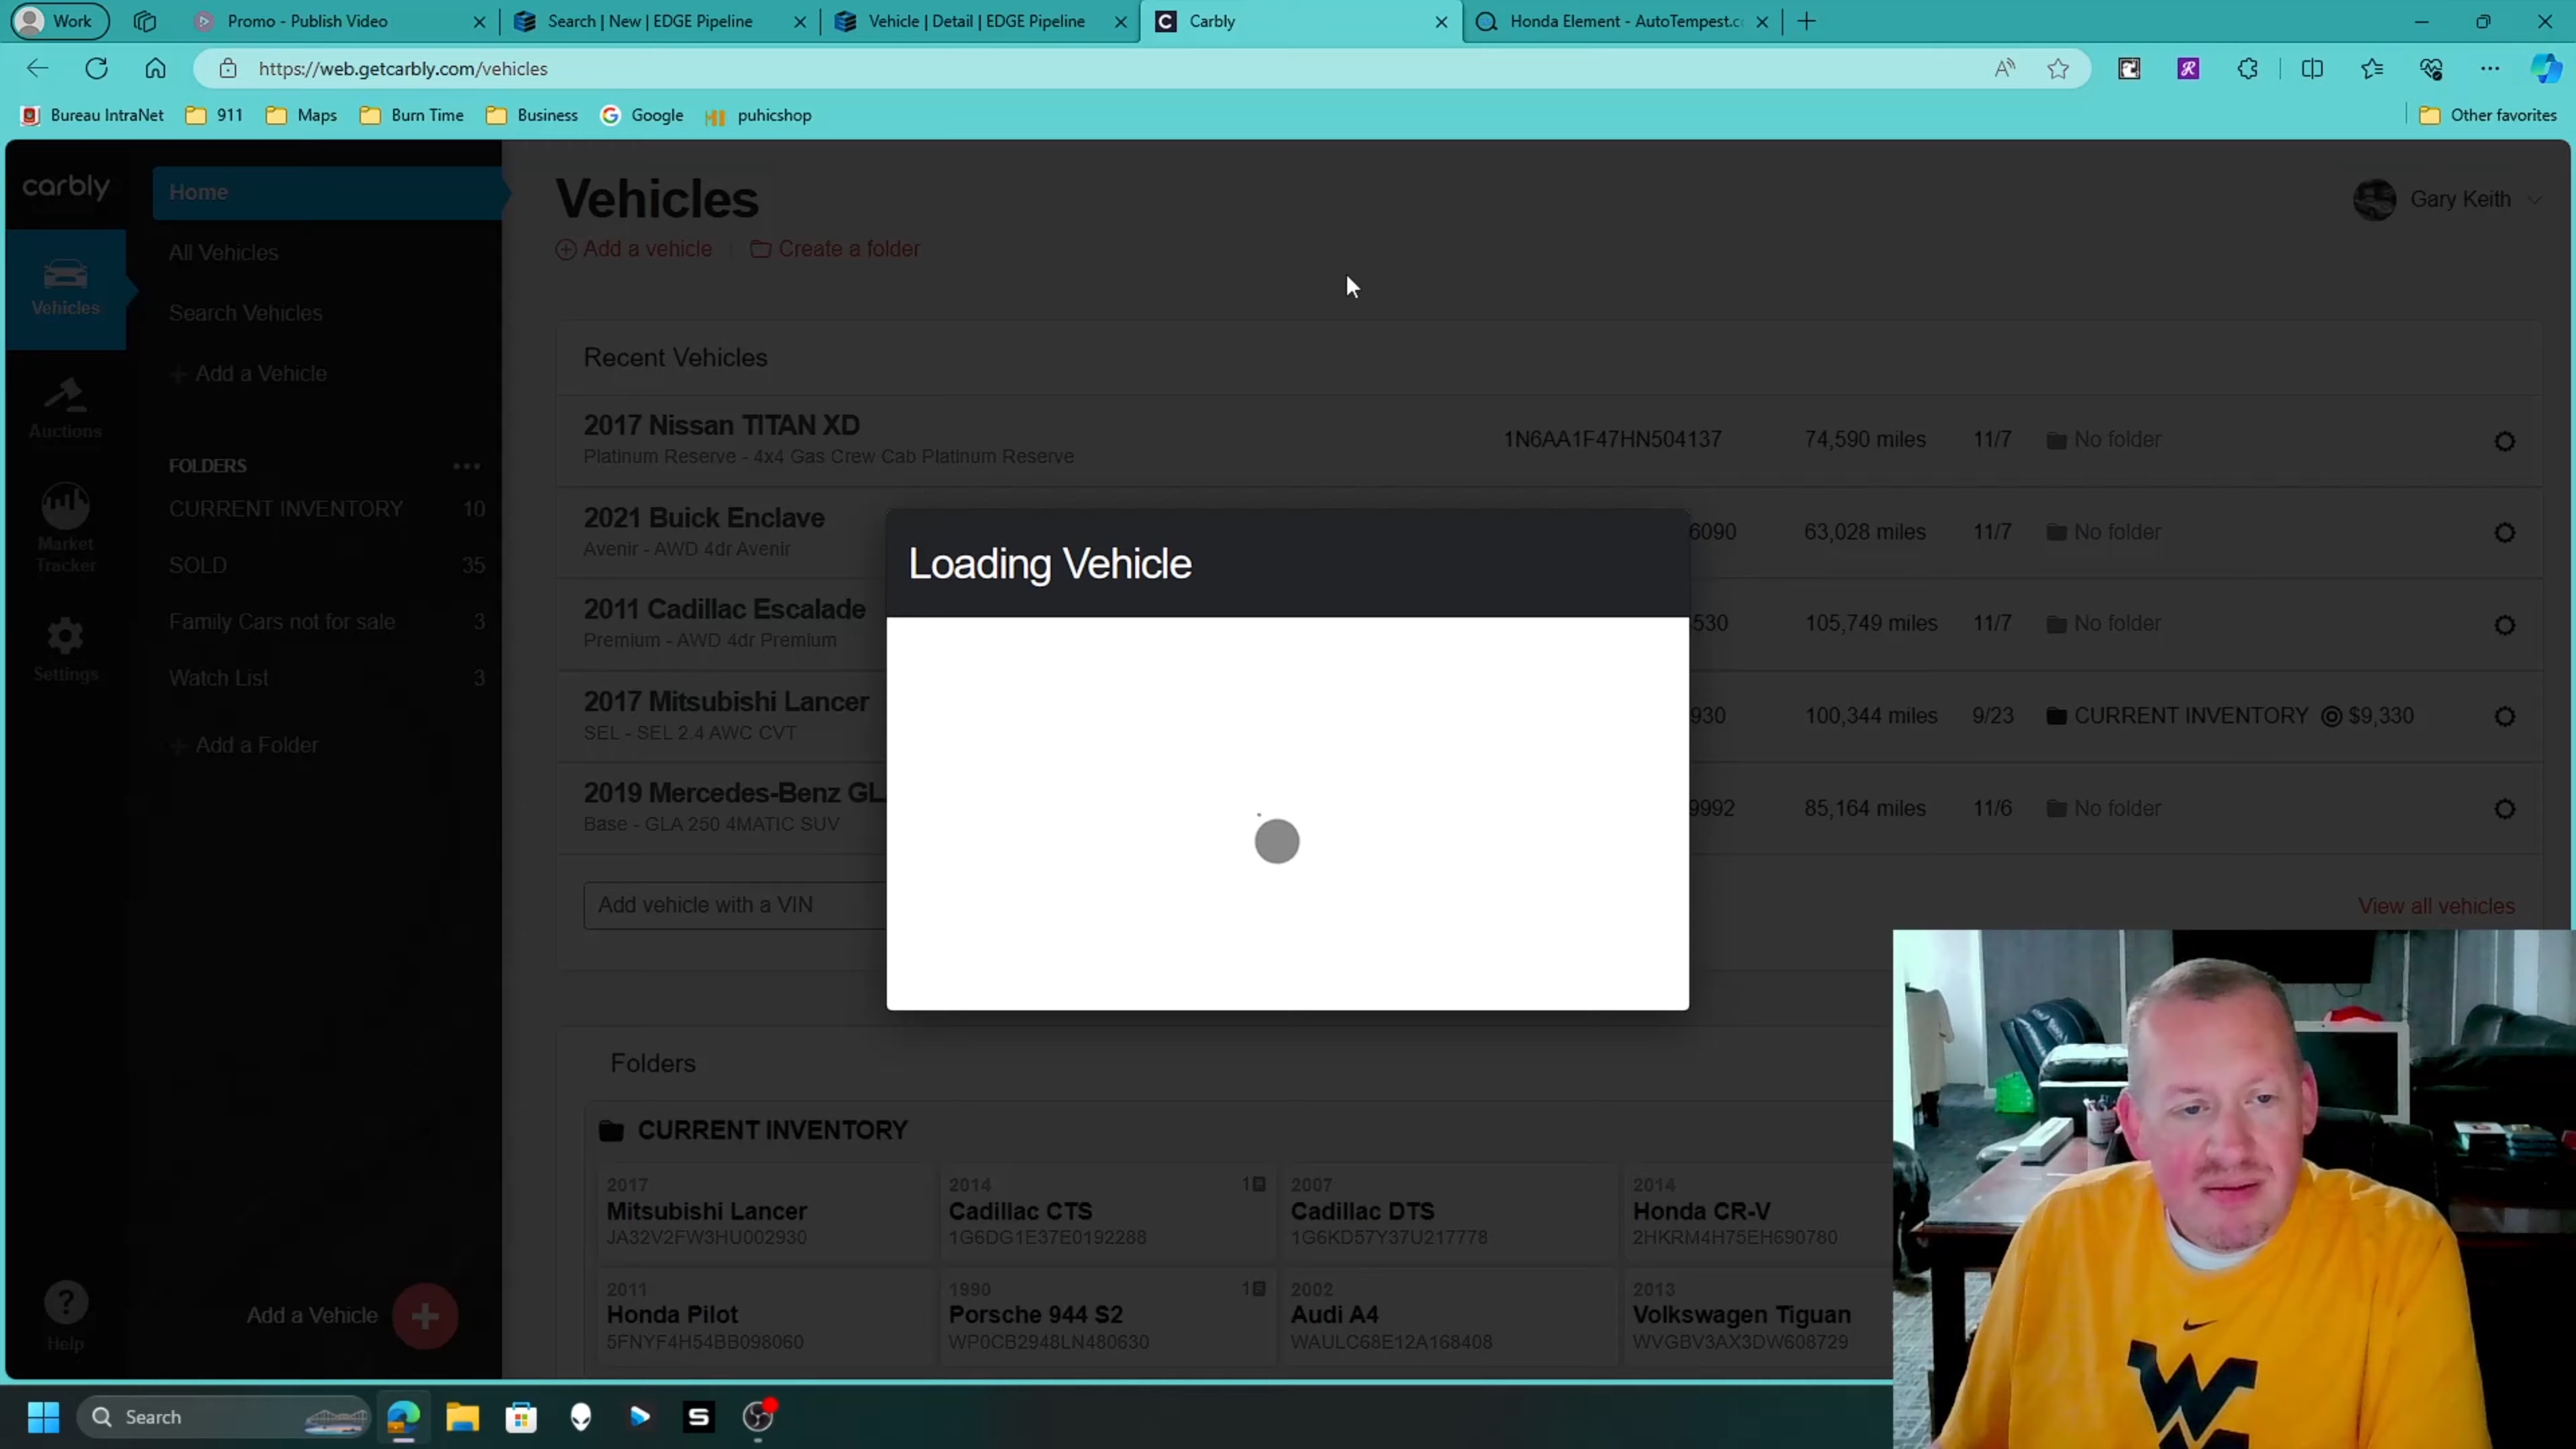 Work
Promo - Publish Video
Search | New | EDGE Pipeline
Vehicle | Detail | EDGE Pipeline
Carbly
Honda Element - AutoTempest.c
https://web.getcarbly.com/vehicles
Bureau IntraNet
911
Maps
Burn Time
Business
Google
puhicshop
Other favorites
carbly
Vehicles
Auctions
Market
Tracker
Settings
Help
Home
All Vehicles
Search Vehicles
+ Add a Vehicle
FOLDERS
CURRENT INVENTORY 10
SOLD 35
Family Cars not for sale 3
Watch List 3
+ Add a Folder
Add a Vehicle
Vehicles
Add a vehicle
Create a folder
Gary Keith
Recent Vehicles
2017 Nissan TITAN XD
Platinum Reserve - 4x4 Gas Crew Cab Platinum Reserve
1N6AA1F47HN504137 74,590 miles 11/7 No folder
2021 Buick Enclave
Avenir - AWD 4dr Avenir
6090 63,028 miles 11/7 No folder
2011 Cadillac Escalade
Premium - AWD 4dr Premium
530 105,749 miles 11/7 No folder
2017 Mitsubishi Lancer
SEL - SEL 2.4 AWC CVT
930 100,344 miles 9/23 CURRENT INVENTORY $9,330
2019 Mercedes-Benz GL
Base - GLA 250 4MATIC SUV
9992 85,164 miles 11/6 No folder
Loading Vehicle
Add vehicle with a VIN
View all vehicles
Folders
CURRENT INVENTORY
2017
Mitsubishi Lancer
JA32V2FW3HU002930
2014 1
Cadillac CTS
1G6DG1E37E0192288
2007
Cadillac DTS
1G6KD57Y37U217778
2014
Honda CR-V
2HKRM4H75EH690780
2011
Honda Pilot
5FNYF4H54BB098060
1990 1
Porsche 944 S2
WP0CB2948LN480630
2002
Audi A4
WAULC68E12A168408
2013
Volkswagen Tiguan
WVGBV3AX3DW608729
Search